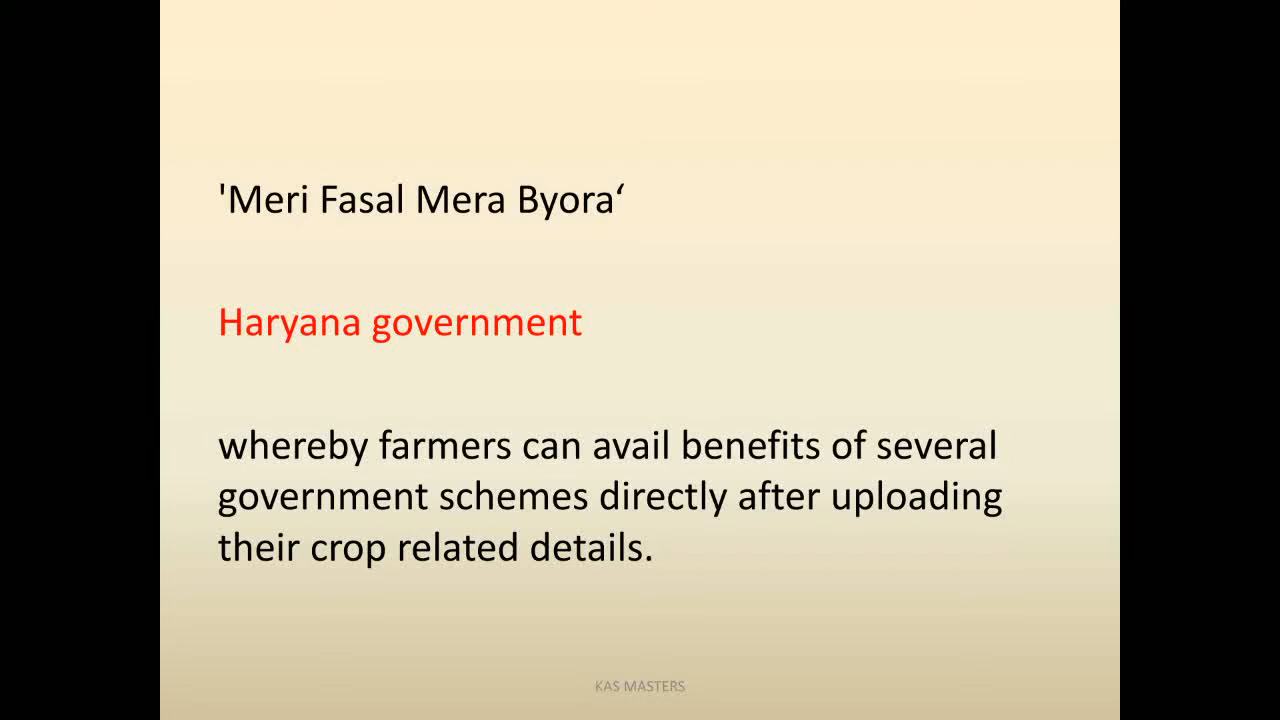 'Meri Fasal Mera Byora‘
Haryana government
whereby farmers can avail benefits of several
government schemes directly after uploading
their crop related details.
KAS MASTERS